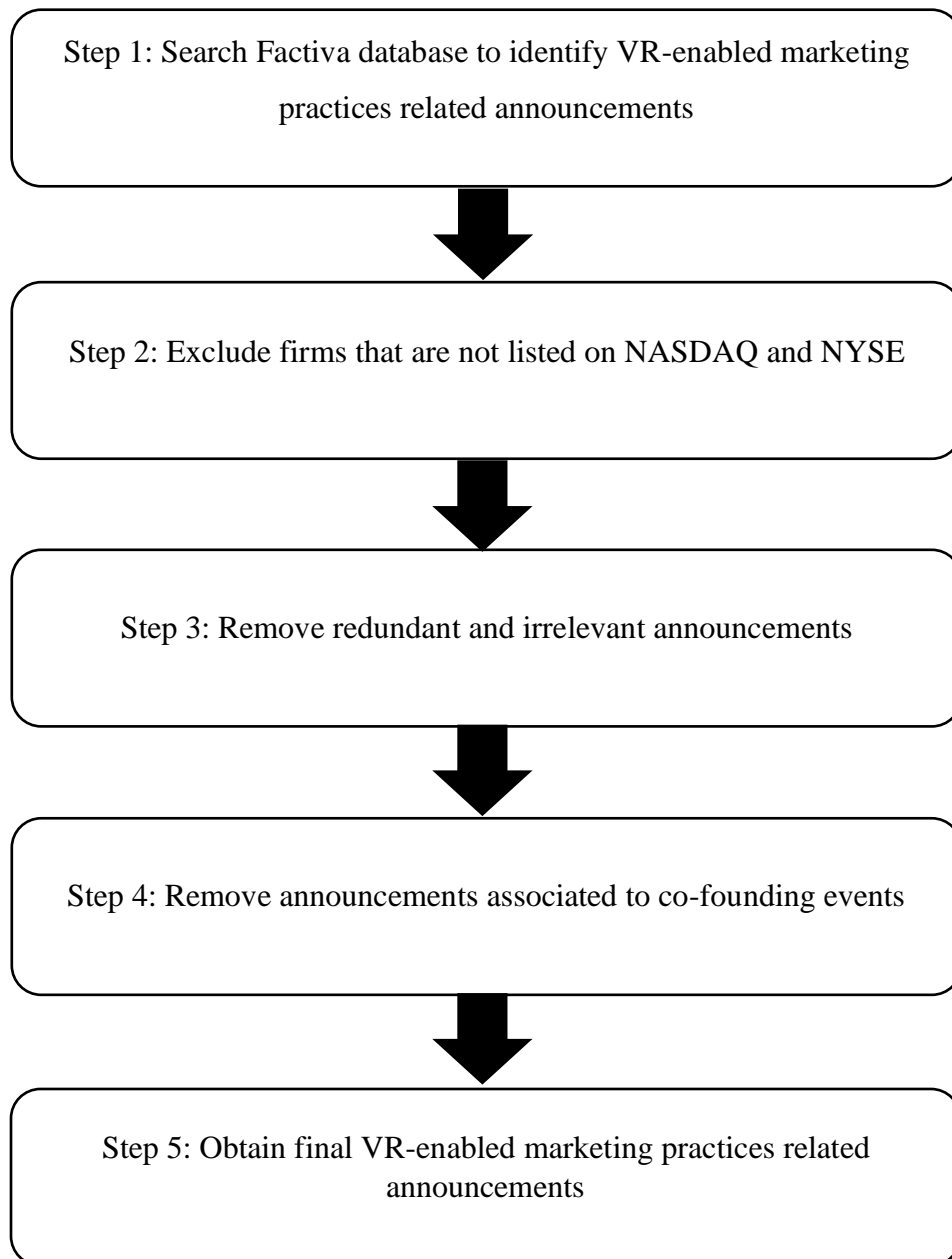 Step 1: Search Factiva database to identify VR-enabled marketing
practices related announcements
Step 2: Exclude firms that are not listed on NASDAQ and NYSE
Step 3: Remove redundant and irrelevant announcements
Step 4: Remove announcements associated to co-founding events
Step 5: Obtain final VR-enabled marketing practices related
announcements